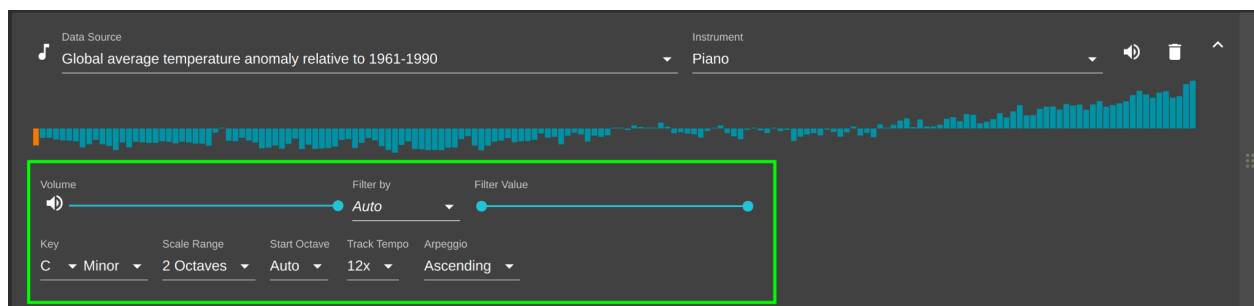 Data Source Instrument
Global average temperature anomaly relative to 1961-1990 Piano
Volume Filter by Filter Value
Auto
Key Scale Range Start Octave Track Tempo Arpeggio
C Minor 2 Octaves Auto 12x Ascending